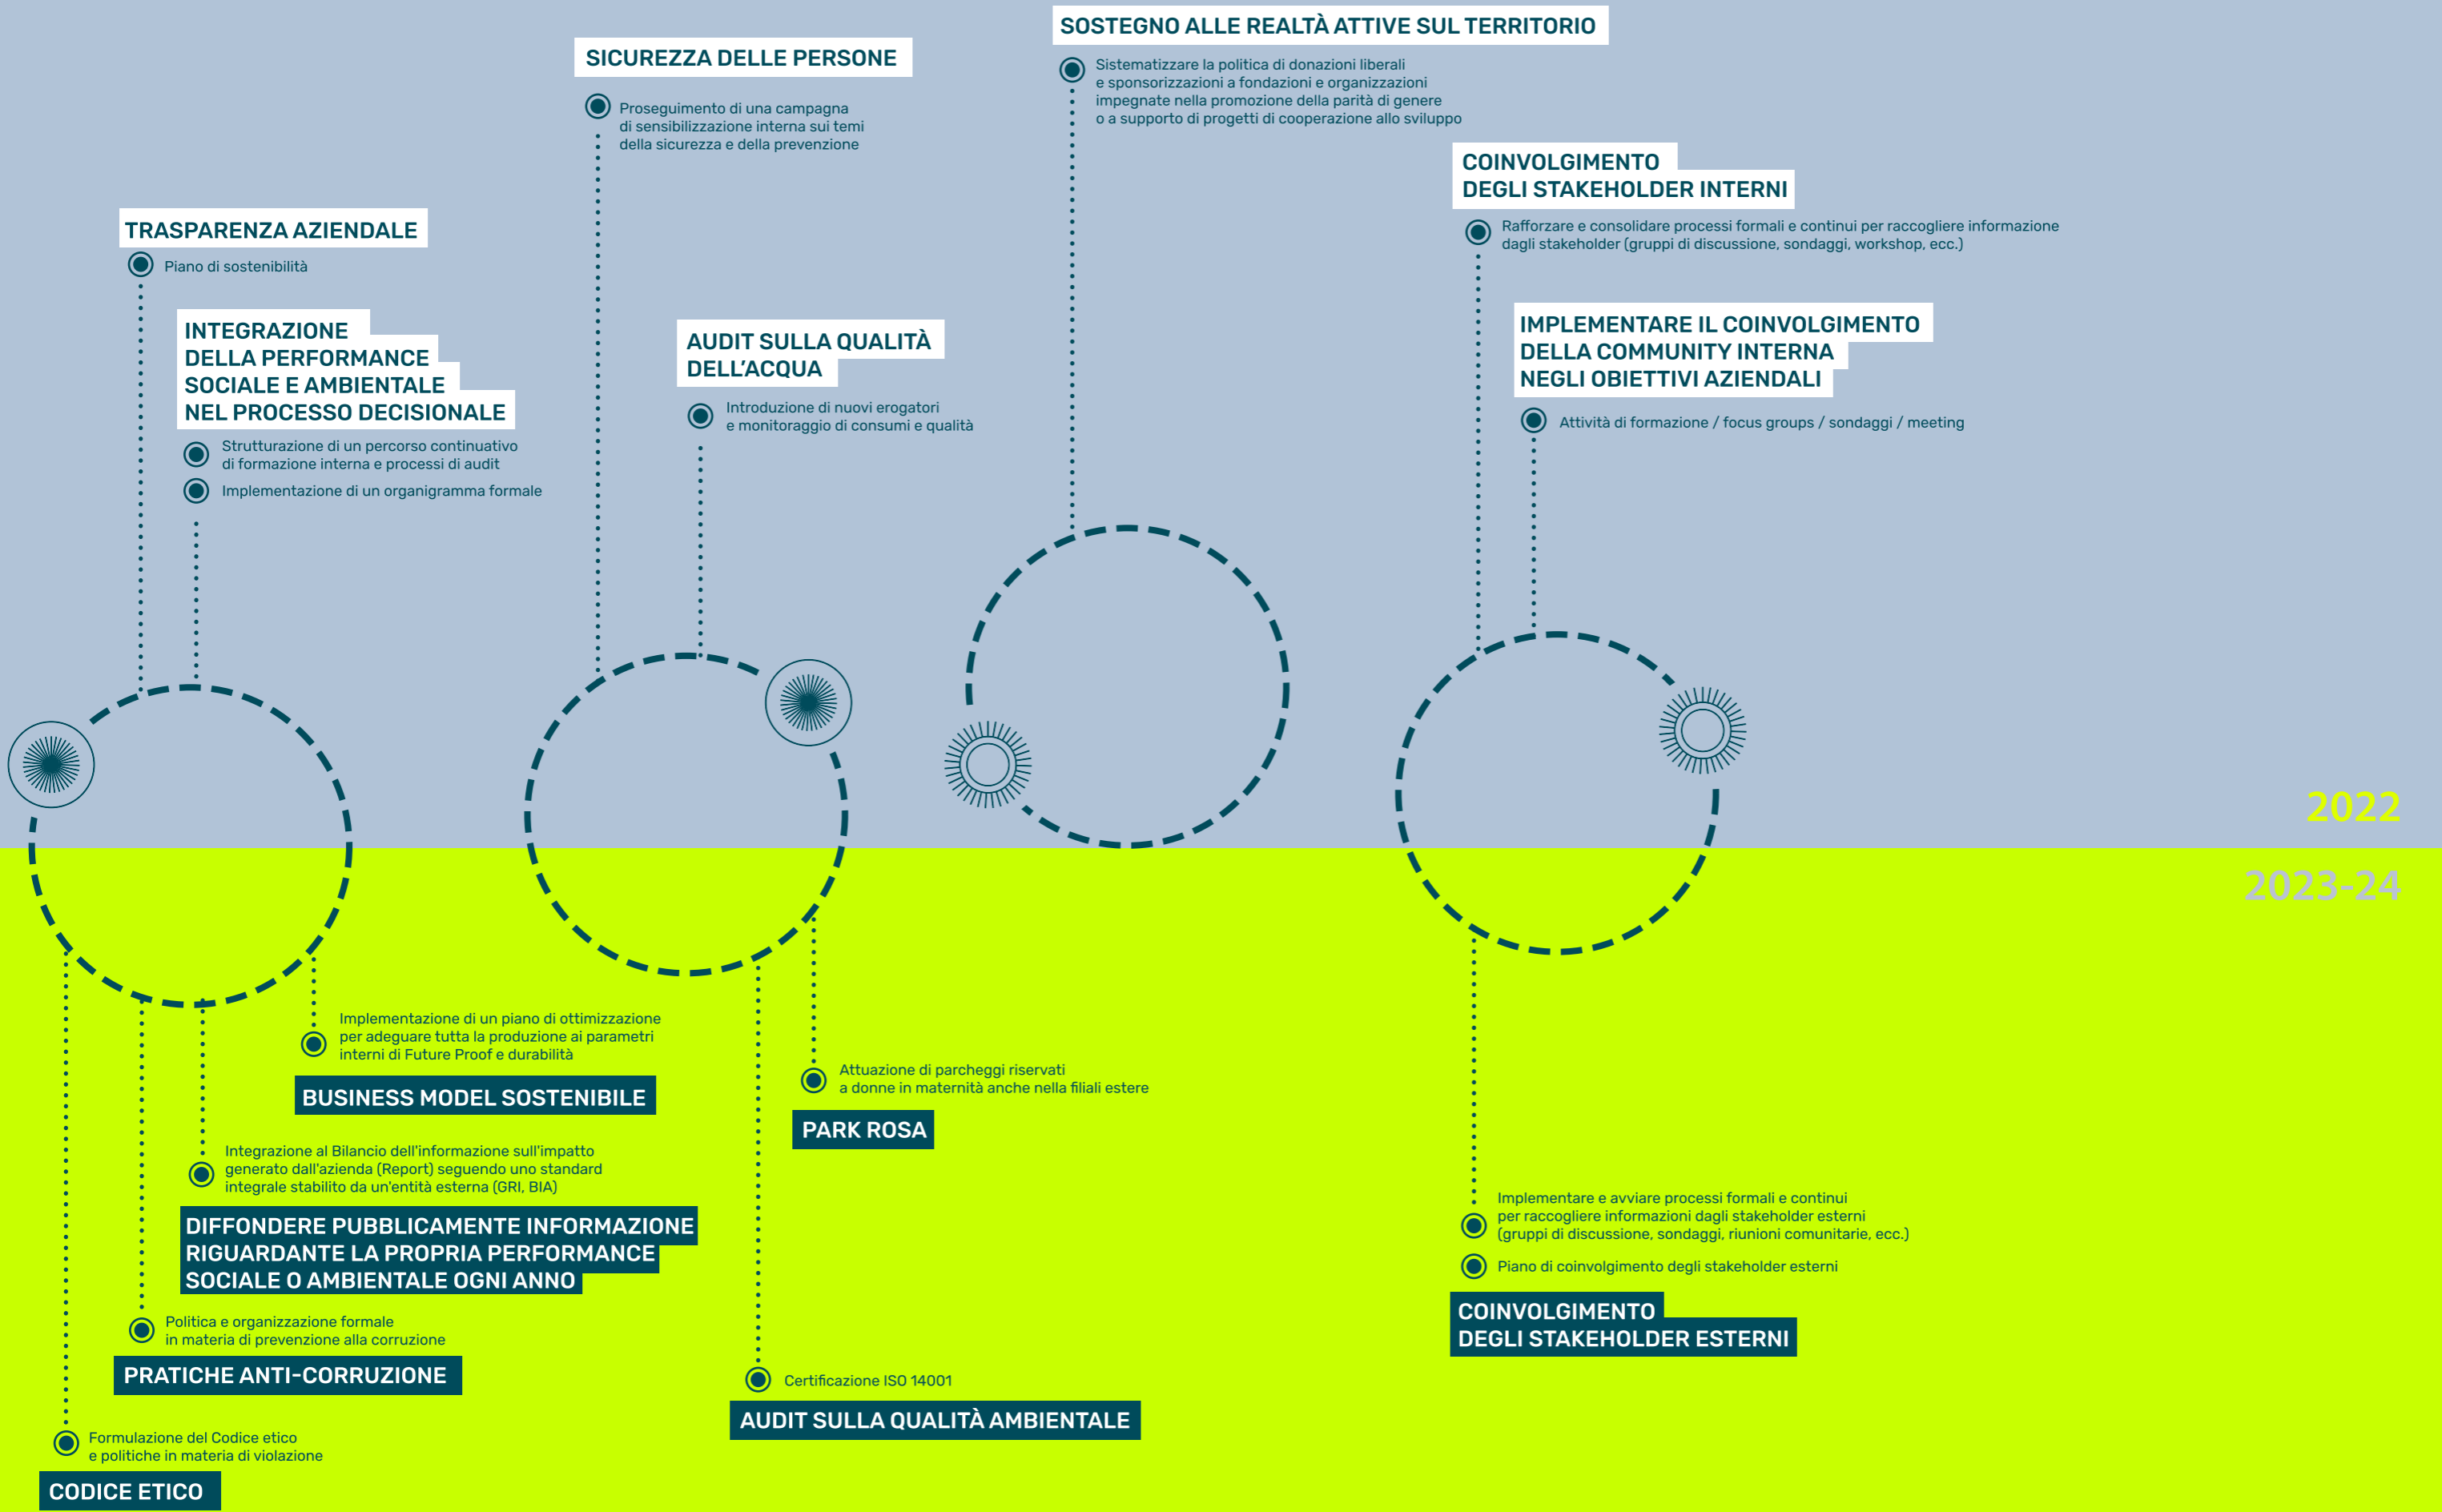 SOSTEGNO ALLE REALTÀ ATTIVE SUL TERRITORIO
Sistematizzare la politica di donazioni liberali
e sponsorizzazioni a fondazioni e organizzazioni
impegnate nella promozione della parità di genere
o a supporto di progetti di cooperazione allo sviluppo
SICUREZZA DELLE PERSONE
Proseguimento di una campagna
di sensibilizzazione interna sui temi
della sicurezza e della prevenzione
COINVOLGIMENTO
DEGLI STAKEHOLDER INTERNI
Rafforzare e consolidare processi formali e continui per raccogliere informazione
dagli stakeholder (gruppi di discussione, sondaggi, workshop, ecc.)
TRASPARENZA AZIENDALE
Piano di sostenibilità
INTEGRAZIONE
DELLA PERFORMANCE
SOCIALE E AMBIENTALE
NEL PROCESSO DECISIONALE
Strutturazione di un percorso continuativo
di formazione interna e processi di audit
Implementazione di un organigramma formale
AUDIT SULLA QUALITÀ
DELL'ACQUA
Introduzione di nuovi erogatori
e monitoraggio di consumi e qualità
IMPLEMENTARE IL COINVOLGIMENTO
DELLA COMMUNITY INTERNA
NEGLI OBIETTIVI AZIENDALI
Attività di formazione / focus groups / sondaggi / meeting
2022
2023-24
Implementazione di un piano di ottimizzazione
per adeguare tutta la produzione ai parametri
interni di Future Proof e durabilità
BUSINESS MODEL SOSTENIBILE
Attuazione di parcheggi riservati
a donne in maternità anche nella filiali estere
PARK ROSA
Integrazione al Bilancio dell'informazione sull'impatto
generato dall'azienda (Report) seguendo uno standard
integrale stabilito da un'entità esterna (GRI, BIA)
DIFFONDERE PUBBLICAMENTE INFORMAZIONE
RIGUARDANTE LA PROPRIA PERFORMANCE
SOCIALE O AMBIENTALE OGNI ANNO
Implementare e avviare processi formali e continui
per raccogliere informazioni dagli stakeholder esterni
(gruppi di discussione, sondaggi, riunioni comunitarie, ecc.)
Piano di coinvolgimento degli stakeholder esterni
COINVOLGIMENTO
DEGLI STAKEHOLDER ESTERNI
Politica e organizzazione formale
in materia di prevenzione alla corruzione
PRATICHE ANTI-CORRUZIONE
Certificazione ISO 14001
AUDIT SULLA QUALITÀ AMBIENTALE
Formulazione del Codice etico
e politiche in materia di violazione
CODICE ETICO